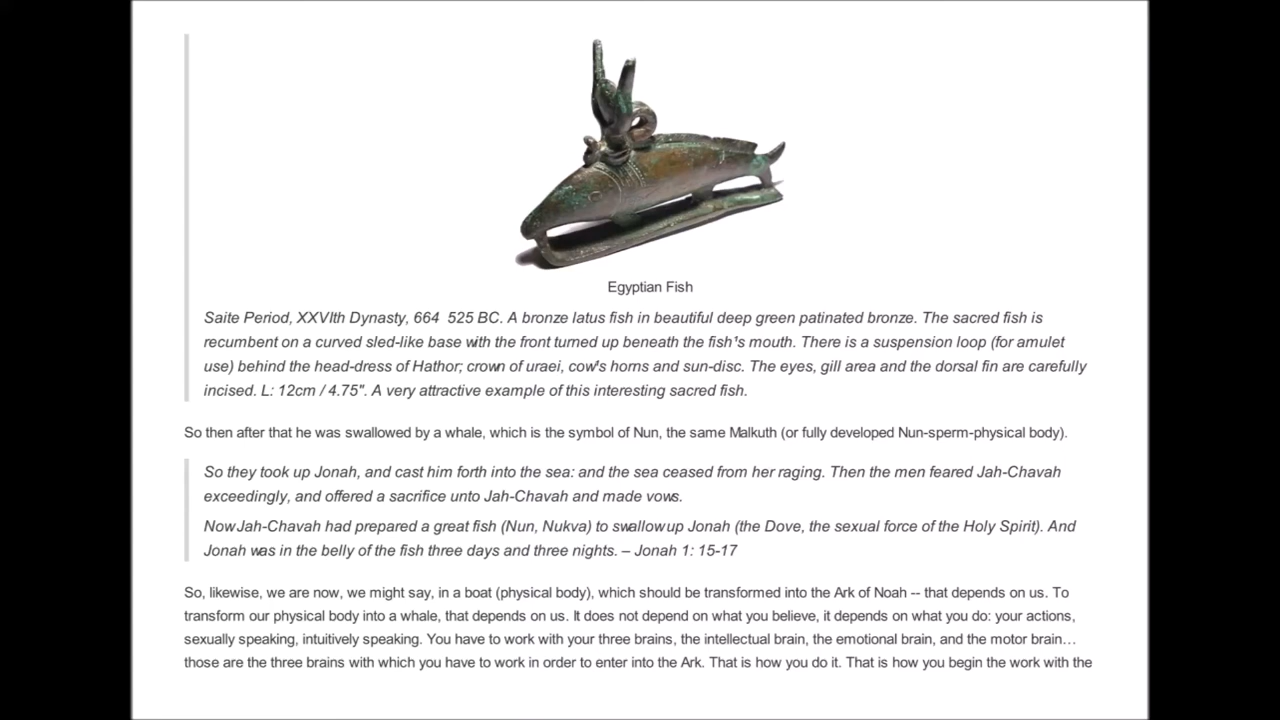 Egyptian Fish
Saite Period, XXVIth Dynasty, 664 525 BC. A bronze latus fish in beautiful deep green patinated bronze. The sacred fish is
recumbent on a curved sled-like base with the front turned up beneath the fish¹s mouth. There is a suspension loop (for amulet
use) behind the head-dress of Hathor; crown of uraei, cow's horns and sun-disc. The eyes, gill area and the dorsal fin are carefully
incised. L: 12cm / 4.75". A very attractive example of this interesting sacred fish.
So then after that he was swallowed by a whale, which is the symbol of Nun, the same Malkuth (or fully developed Nun-sperm-physical body).
So they took up Jonah, and cast him forth into the sea: and the sea ceased from her raging. Then the men feared Jah-Chavah
exceedingly, and offered a sacrifice unto Jah-Chavah and made vows.
Now Jah-Chavah had prepared a great fish (Nun, Nukva) to swallow up Jonah (the Dove, the sexual force of the Holy Spirit). And
Jonah was in the belly of the fish three days and three nights. – Jonah 1: 15-17
So, likewise, we are now, we might say, in a boat (physical body), which should be transformed into the Ark of Noah -- that depends on us. To
transform our physical body into a whale, that depends on us. It does not depend on what you believe, it depends on what you do: your actions,
sexually speaking, intuitively speaking. You have to work with your three brains, the intellectual brain, the emotional brain, and the motor brain…
those are the three brains with which you have to work in order to enter into the Ark. That is how you do it. That is how you begin the work with the